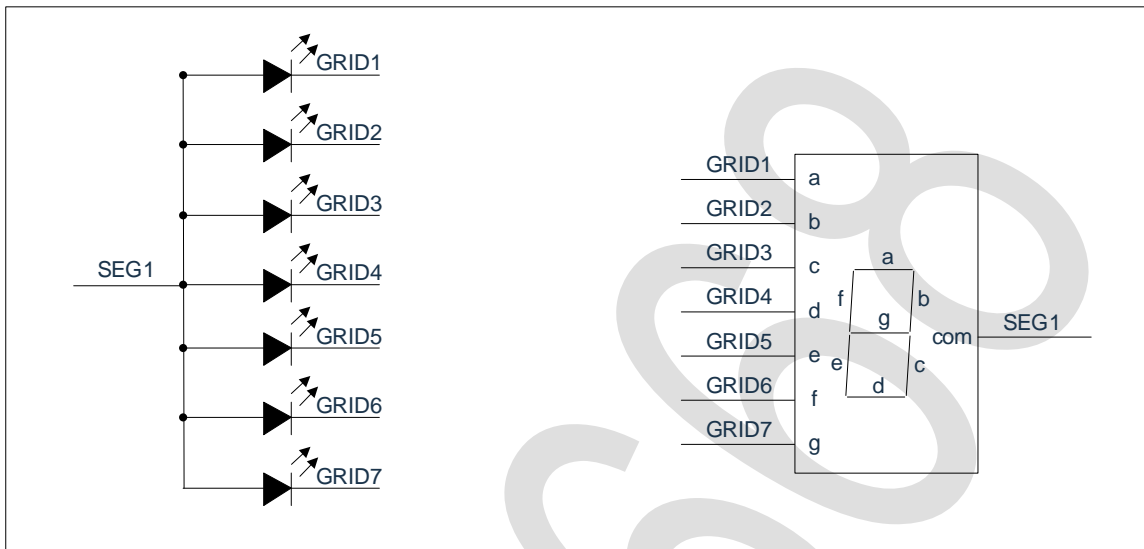 GRID1
GRID2
GRID3
SEG1
GRID4
GRID5
GRID6
GRID7
GRID1
a
GRID2
b
GRID3
c
GRID4
d
GRID5
e
GRID6
f
GRID7
g
a
f
b
g
e
c
d
com
SEG1